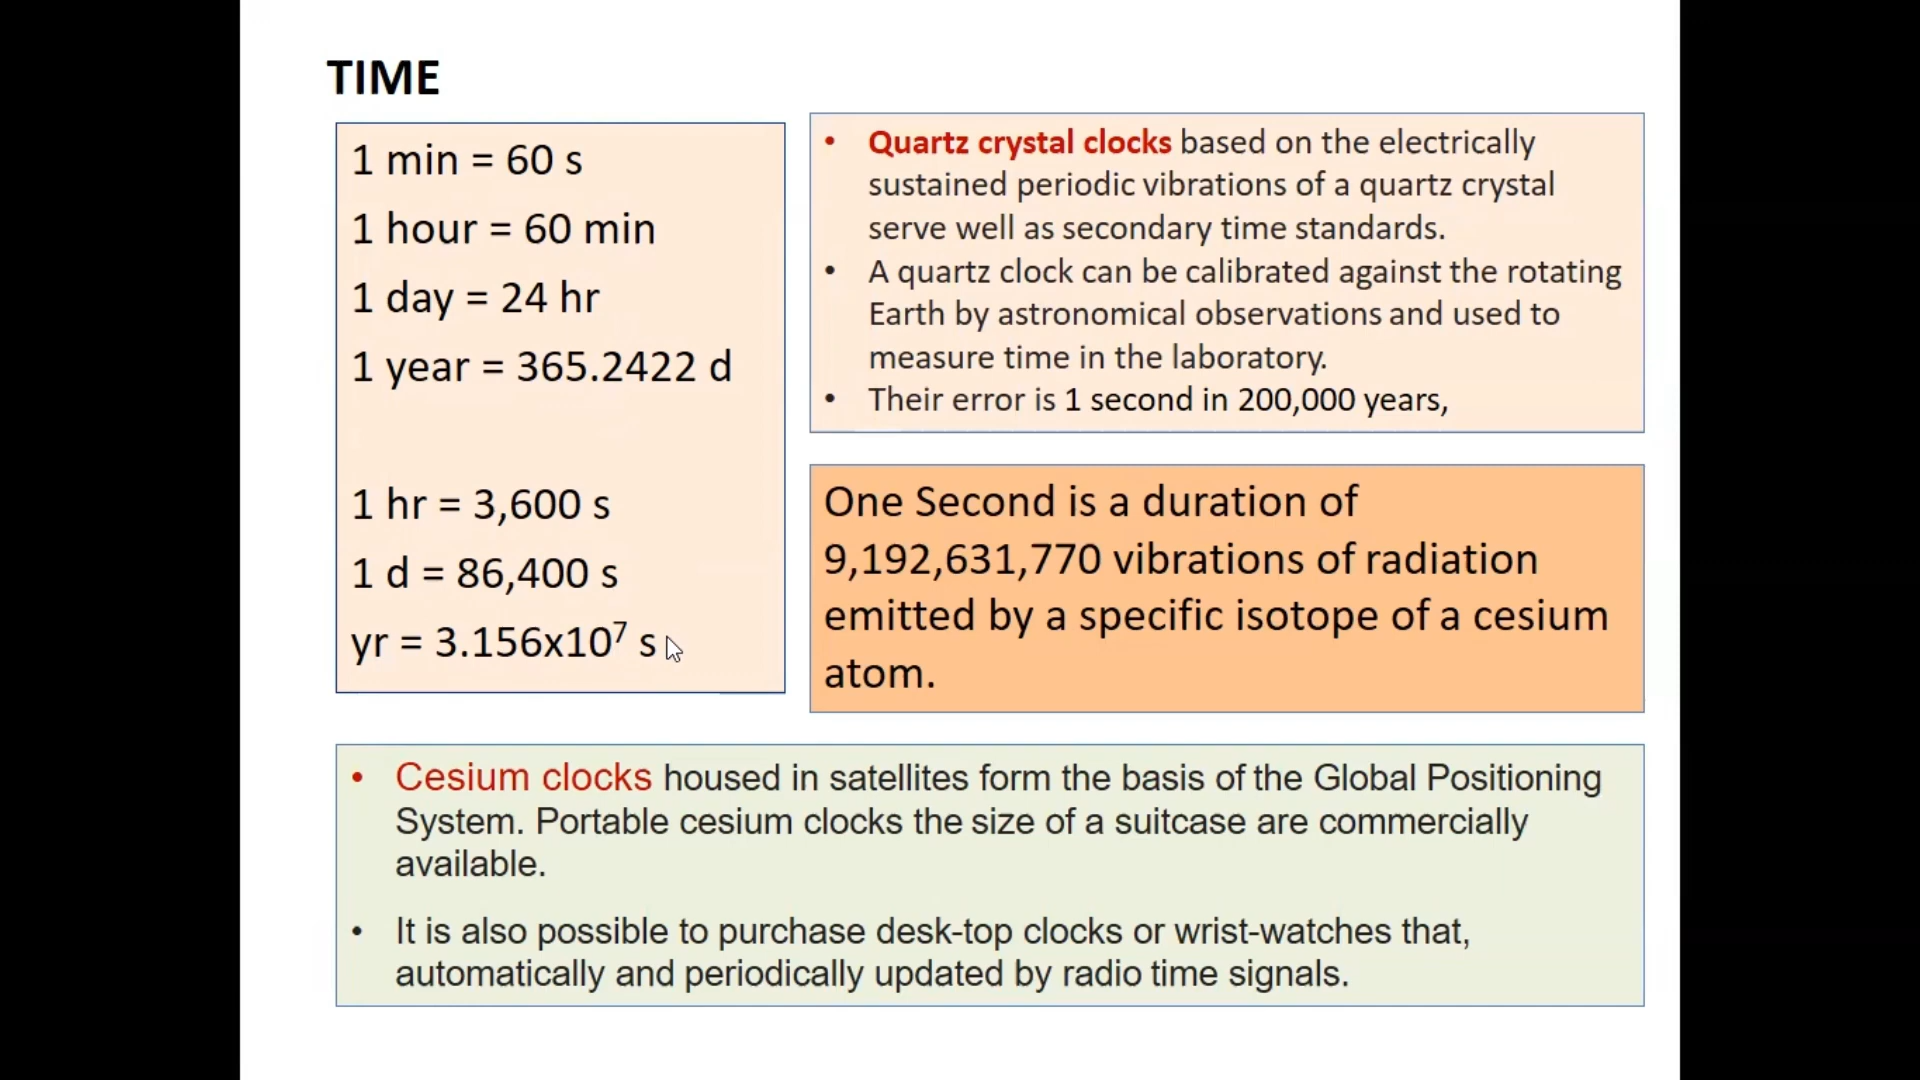 TIME
1 min = 60 s
1 hour = 60 min
1 day = 24 hr
1 year = 365.2422 d
1 hr = 3,600 s
1 d = 86,400 s
yr = 3.156x10⁷ s
• Quartz crystal clocks based on the electrically
sustained periodic vibrations of a quartz crystal
serve well as secondary time standards.
• A quartz clock can be calibrated against the rotating
Earth by astronomical observations and used to
measure time in the laboratory.
• Their error is 1 second in 200,000 years,
One Second is a duration of
9,192,631,770 vibrations of radiation
emitted by a specific isotope of a cesium
atom.
• Cesium clocks housed in satellites form the basis of the Global Positioning
System. Portable cesium clocks the size of a suitcase are commercially
available.
• It is also possible to purchase desk-top clocks or wrist-watches that,
automatically and periodically updated by radio time signals.